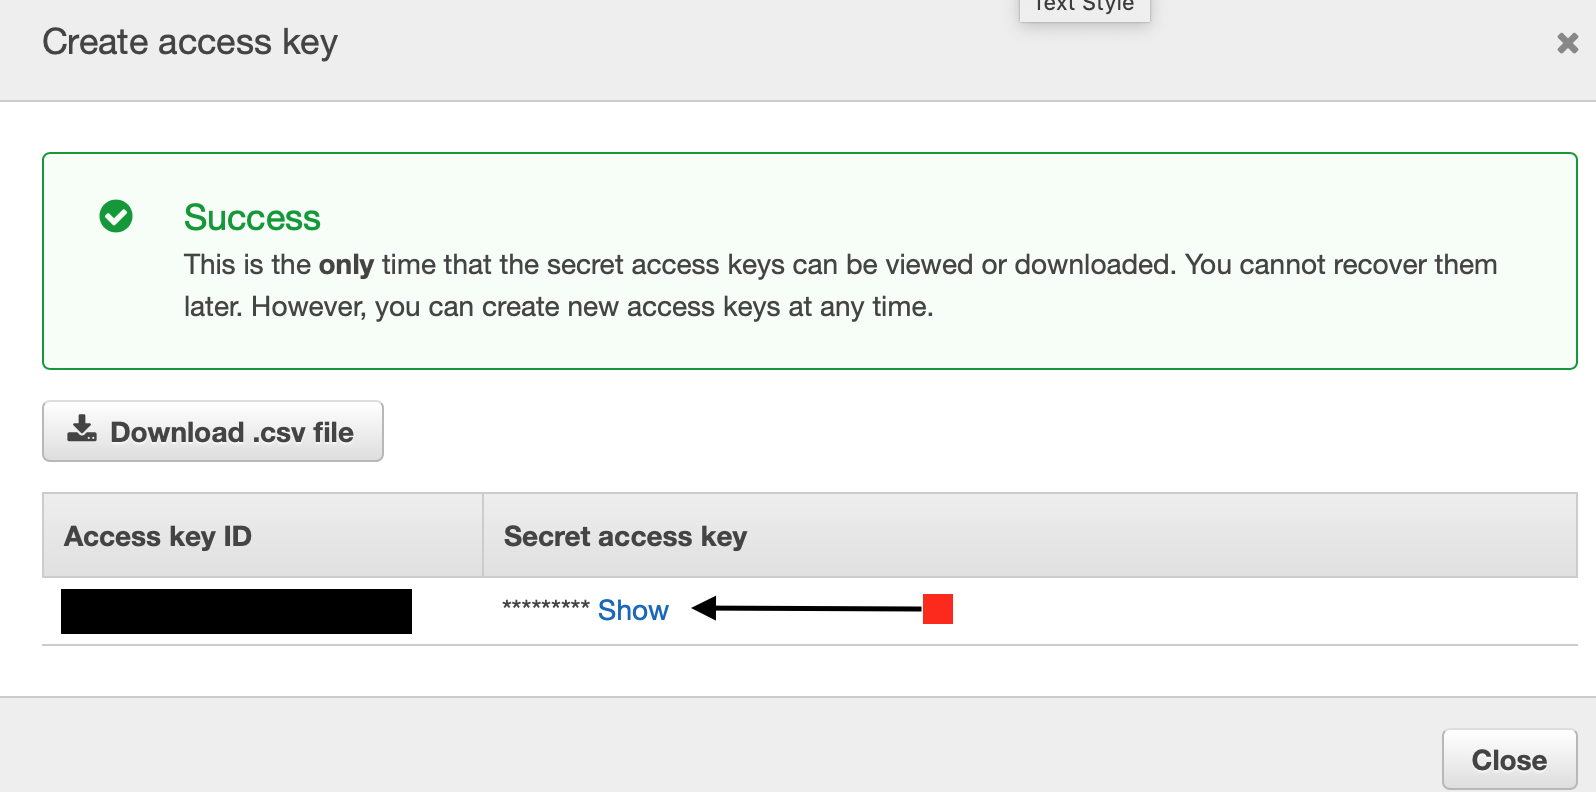 Text Style
Create access key
Success
This is the only time that the secret access keys can be viewed or downloaded. You cannot recover them
later. However, you can create new access keys at any time.
Download .csv file
Access key ID Secret access key
********* Show
Close